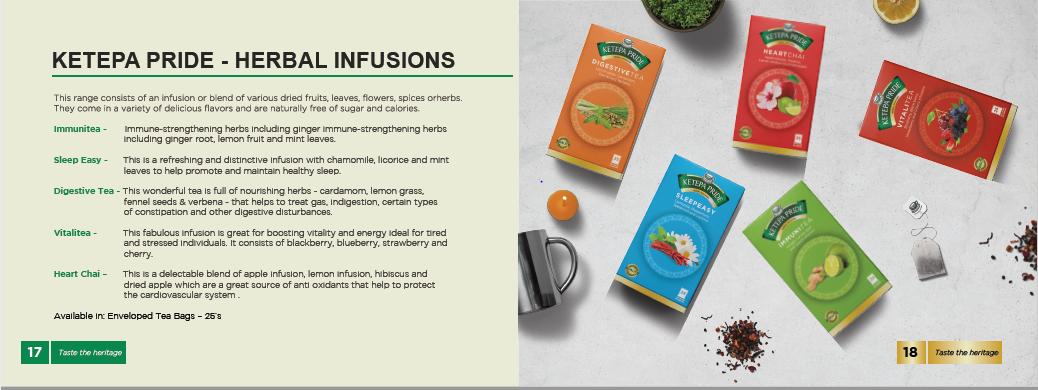 KETEPA PRIDE - HERBAL INFUSIONS
This range consists of an infusion or blend of various dried fruits, leaves, flowers, spices orherbs.
They come in a variety of delicious flavors and are naturally free of sugar and calories.
Immunitea - Immune-strengthening herbs including ginger immune-strengthening herbs
including ginger root, lemon fruit and mint leaves.
Sleep Easy - This is a refreshing and distinctive infusion with chamomile, licorice and mint
leaves to help promote and maintain healthy sleep.
Digestive Tea - This wonderful tea is full of nourishing herbs - cardamom, lemon grass,
fennel seeds & verbena - that helps to treat gas, indigestion, certain types
of constipation and other digestive disturbances.
Vitalitea - This fabulous infusion is great for boosting vitality and energy ideal for tired
and stressed individuals. It consists of blackberry, blueberry, strawberry and
cherry.
Heart Chai - This is a delectable blend of apple infusion, lemon infusion, hibiscus and
dried apple which are a great source of anti oxidants that help to protect
the cardiovascular system .
Available in: Enveloped Tea Bags - 25's
17 Taste the heritage
KETEPA PRIDE
DIGESTIVETEA
KETEPA PRIDE
HEARTCHAI
KETEPA PRIDE
VITALITEA
KETEPA PRIDE
SLEEPEASY
KETEPA PRIDE
IMMUNITEA
18 Taste the heritage